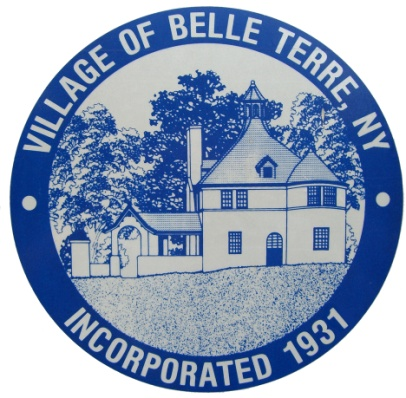 VILLAGE OF BELLE TERRE, NY
INCORPORATED 1931